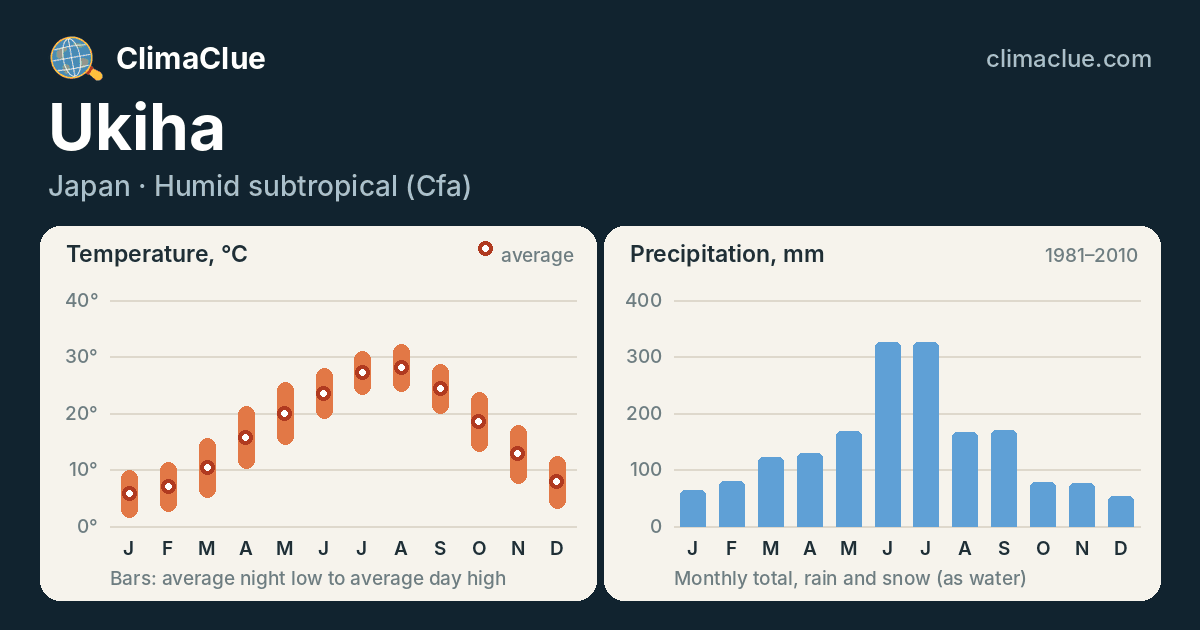 ClimaClue
climaclue.com
Ukiha
Japan · Humid subtropical (Cfa)
Temperature, °C
average
40°
30°
20°
10°
0°
J F M A M J J A S O N D
Bars: average night low to average day high
Precipitation, mm
1981–2010
400
300
200
100
0
J F M A M J J A S O N D
Monthly total, rain and snow (as water)